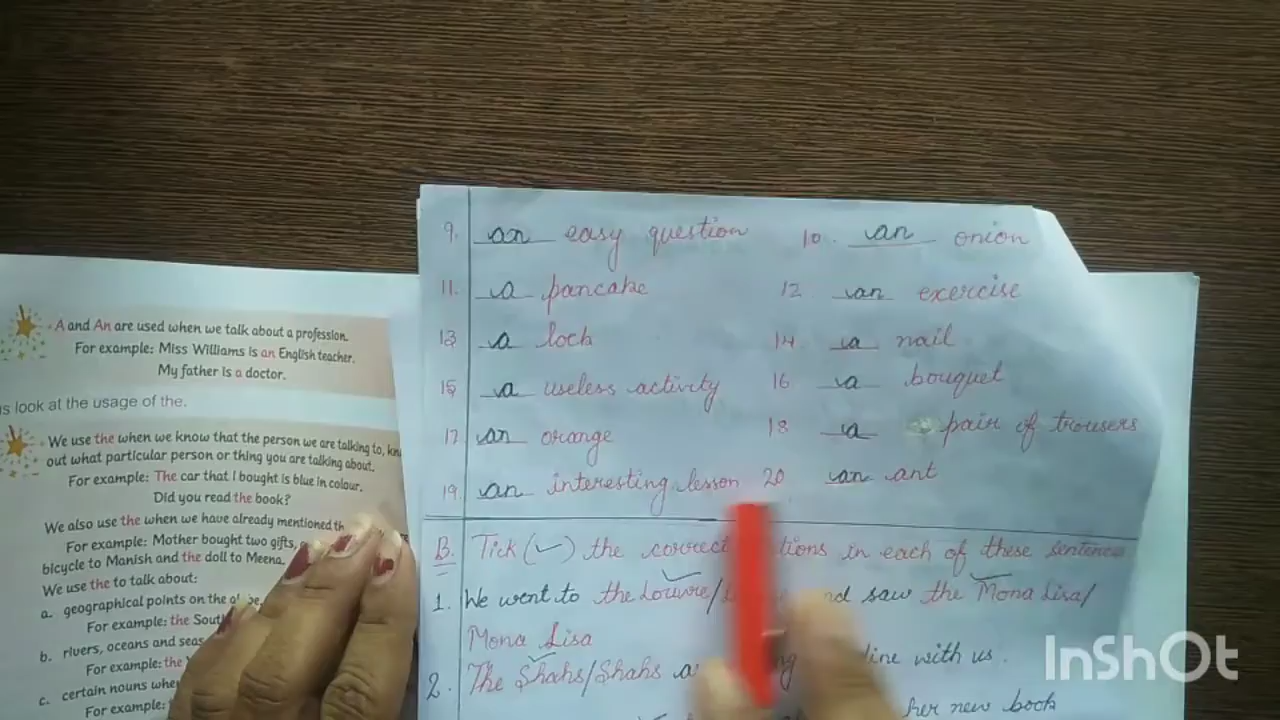 A and An are used when we talk about a profession.
For example: Miss Williams is an English teacher.
My father is a doctor.
s look at the usage of the.
We use the when we know that the person we are talking to,
out what particular person or thing you are talking about.
For example: The car that I bought is blue in colour.
Did you read the book?
We also use the when we have already mentioned
For example: Mother bought two gifts,
bicycle to Manish and the doll to Meena.
We use the to talk about:
a. geographical points on the
For example: the
b. rivers, oceans and seas
For example: the
c. certain nouns
For example:
9. an easy question 10. an onion
11. a pancake 12. an exercise
13 a lock 14 a nail
15 a useless activity 16 a bouquet
17 an orange 18 a pair of trousers
19. an interesting lesson 20 an ant
B. Tick (✓) the correct in each of these sentences
1. We went to the Louvre/ saw the Mona Lisa/
Mona Lisa
2. The Shahs/Shahs with us.
her new book
InShOt